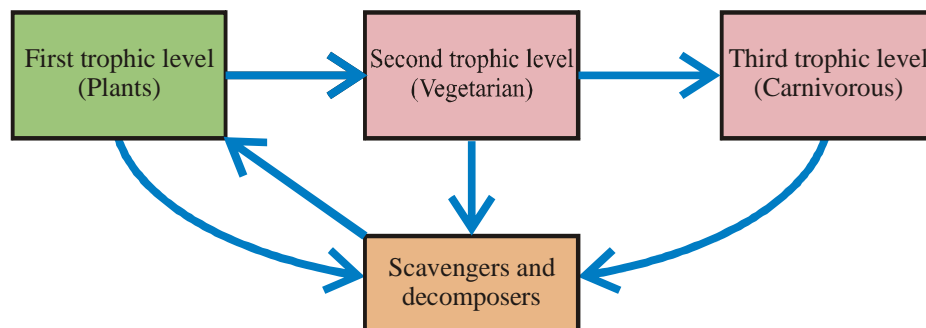 First trophic level
(Plants)
Second trophic level
(Vegetarian)
Third trophic level
(Carnivorous)
Scavengers and
decomposers